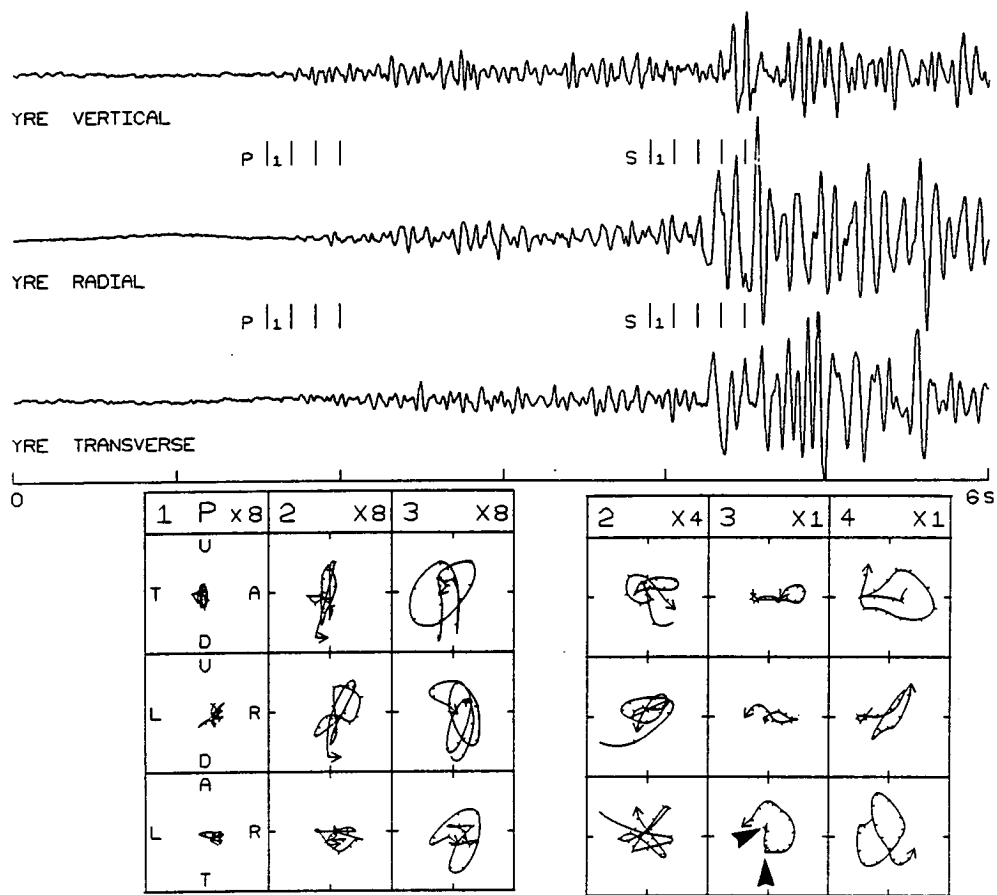 YRE VERTICAL
P 1
S 1
YRE RADIAL
P 1
S 1
YRE TRANSVERSE
0
6s
1 P x8 2 X8 3 X8
2 X4 3 X1 4 X1
U
T A
D
U
L R
D
A
L R
T